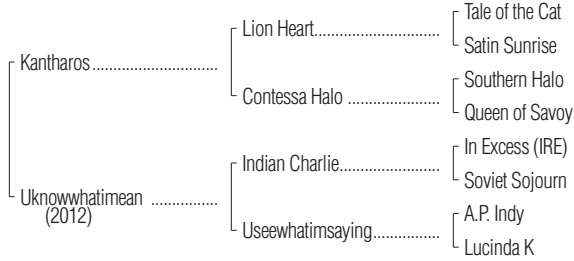 Tale of the Cat
Lion Heart
Satin Sunrise
Kantharos
Southern Halo
Contessa Halo
Queen of Savoy
In Excess (IRE)
Indian Charlie
Soviet Sojourn
Uknowwhatimean
(2012)
A.P. Indy
Useewhatimsaying
Lucinda K